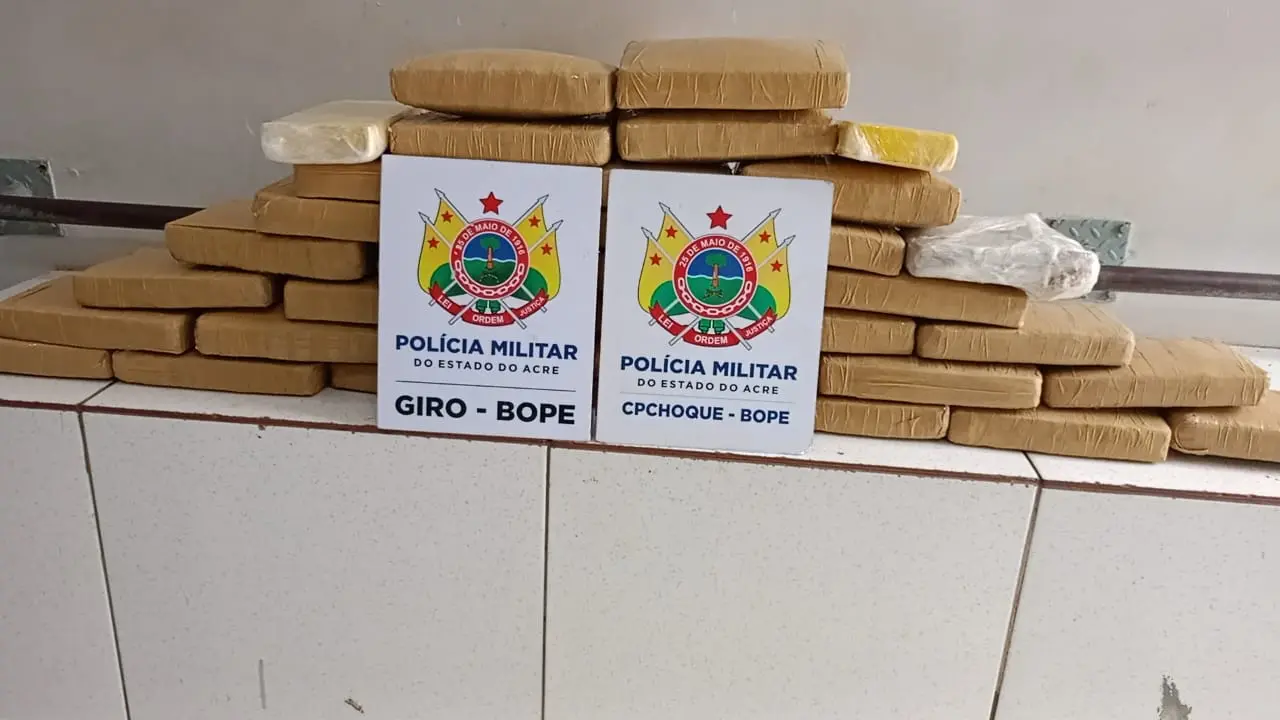 25 DE MAIO DE 1916
LEI ORDEM JUSTIÇA
POLÍCIA MILITAR
DO ESTADO DO ACRE
GIRO - BOPE
25 DE MAIO DE 1916
LEI ORDEM JUSTIÇA
POLÍCIA MILITAR
DO ESTADO DO ACRE
CPCHOQUE - BOPE